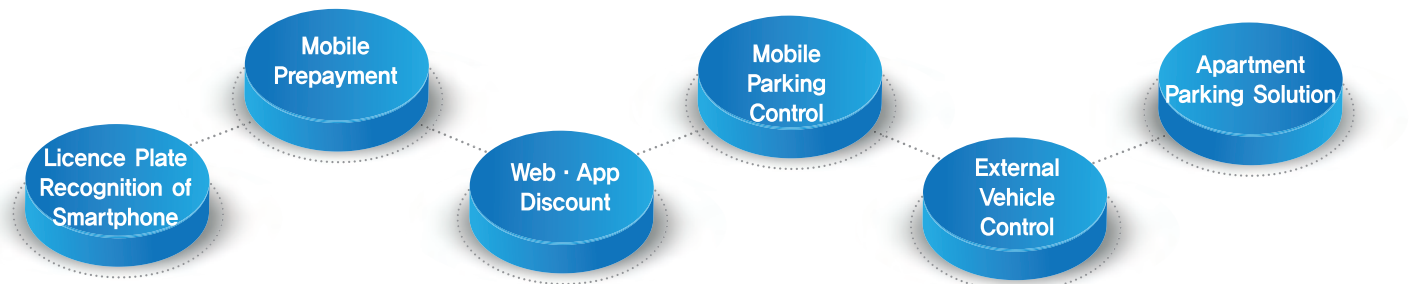 Licence Plate
Recognition of
Smartphone
Mobile
Prepayment
Web · App
Discount
Mobile
Parking
Control
External
Vehicle
Control
Apartment
Parking Solution